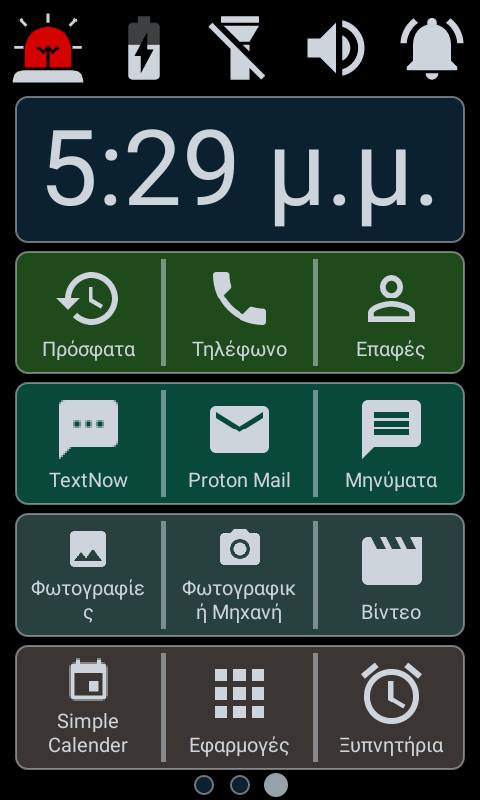 5:29 μ.μ.
Πρόσφατα
Τηλέφωνο
Επαφές
TextNow
Proton Mail
Μηνύματα
Φωτογραφίε
ς
Φωτογραφικ
ή Μηχανή
Βίντεο
Simple
Calender
Εφαρμογές
Ξυπνητήρια